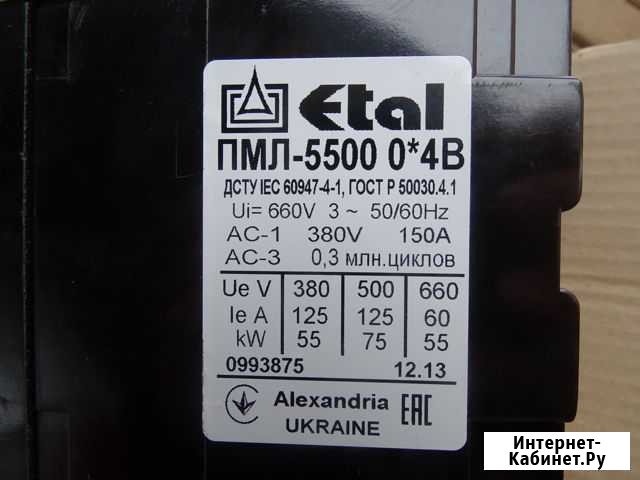 Etal
ПМЛ-5500 0*4В
ДСТУ IEC 60947-4-1, ГОСТ Р 50030.4.1
Ui= 660V 3 ~ 50/60Hz
AC-1 380V 150A
AC-3 0,3 млн.циклов
Ue V 380 500 660
Ie A 125 125 60
kW 55 75 55
0993875 12.13
Alexandria EAC
UKRAINE
Интернет-
Кабинет.Ру